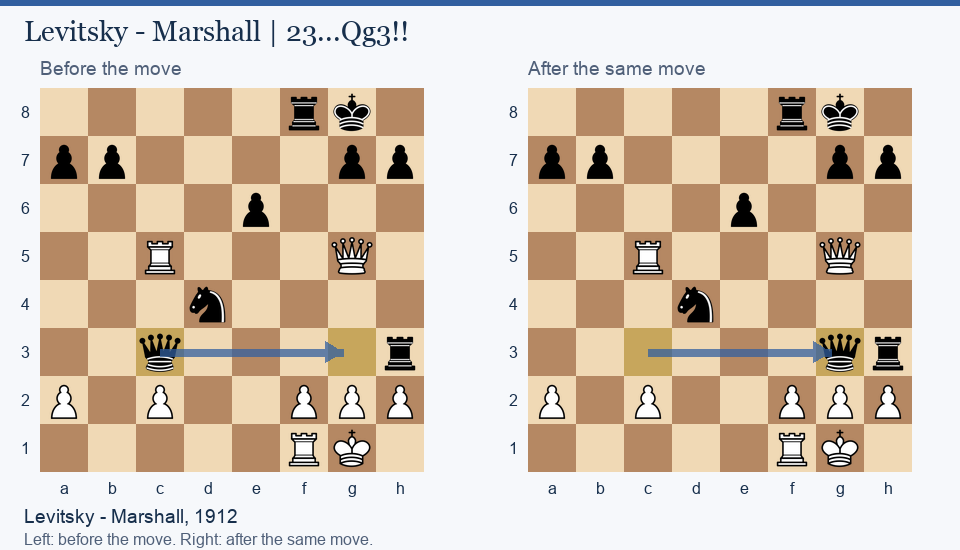 Levitsky - Marshall | 23...Qg3!!
Before the move
After the same move
8
7
6
5
4
3
2
1
a b c d e f g h
8
7
6
5
4
3
2
1
a b c d e f g h
Levitsky - Marshall, 1912
Left: before the move. Right: after the same move.